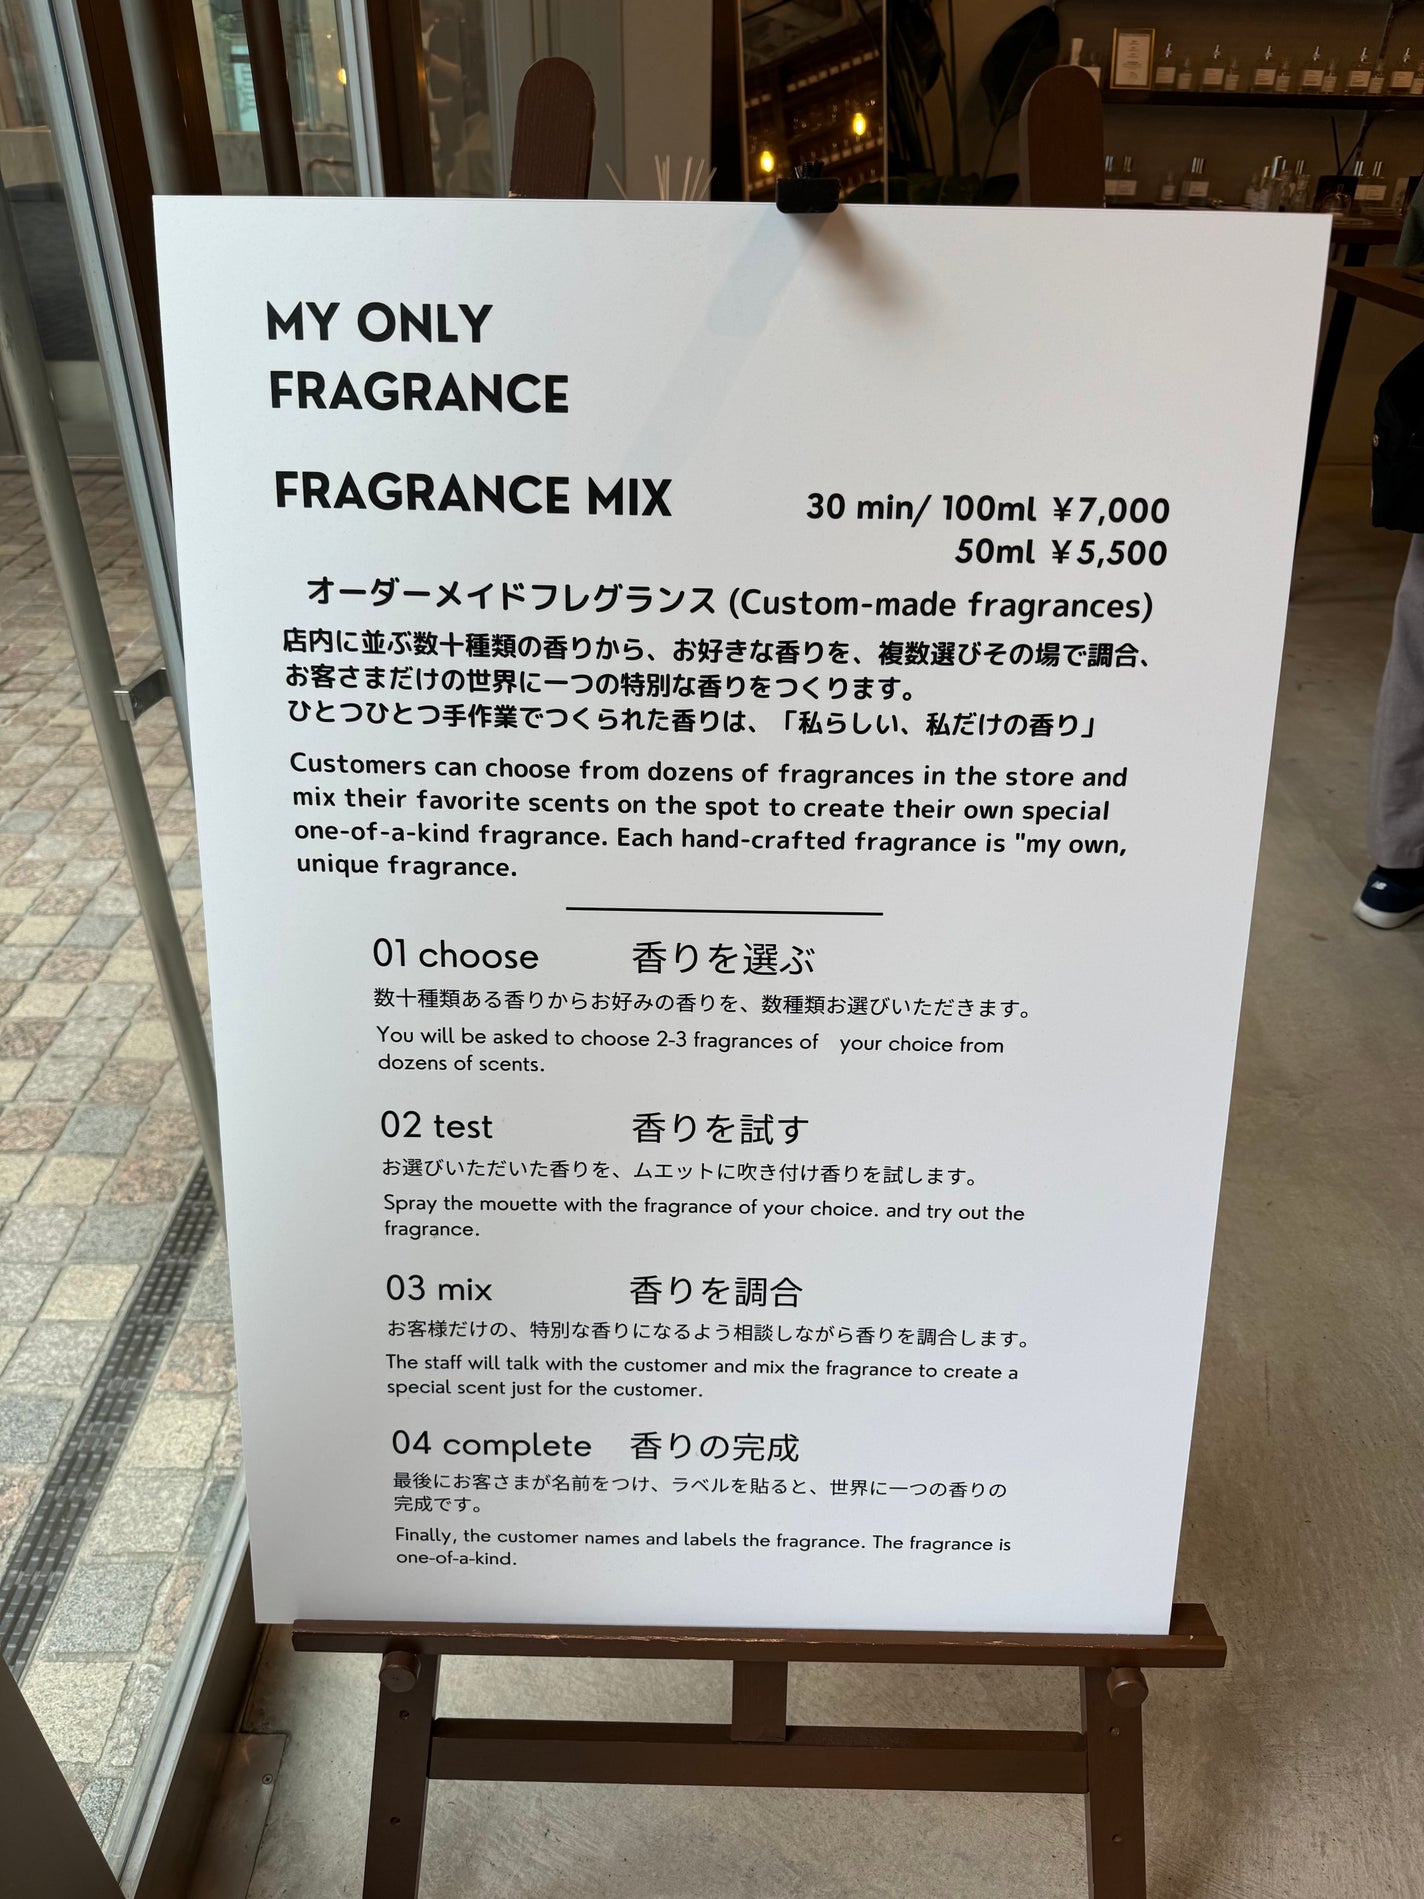 MY ONLY
FRAGRANCE
FRAGRANCE MIX
30 min/ 100ml ¥7,000
50ml ¥5,500
オーダーメイドフレグランス (Custom-made fragrances)
店内に並ぶ数十種類の香りから、お好きな香りを、複数選びその場で調合、
お客さまだけの世界に一つの特別な香りをつくります。
ひとつひとつ手作業でつくられた香りは、「私らしい、私だけの香り」
Customers can choose from dozens of fragrances in the store and
mix their favorite scents on the spot to create their own special
one-of-a-kind fragrance. Each hand-crafted fragrance is "my own,
unique fragrance.
01 choose 香りを選ぶ
数十種類ある香りからお好みの香りを、数種類お選びいただきます。
You will be asked to choose 2-3 fragrances of your choice from
dozens of scents.
02 test 香りを試す
お選びいただいた香りを、ムエットに吹き付け香りを試します。
Spray the mouette with the fragrance of your choice. and try out the
fragrance.
03 mix 香りを調合
お客様だけの、特別な香りになるよう相談しながら香りを調合します。
The staff will talk with the customer and mix the fragrance to create a
special scent just for the customer.
04 complete 香りの完成
最後にお客さまが名前をつけ、ラベルを貼ると、世界に一つの香りの
完成です。
Finally, the customer names and labels the fragrance. The fragrance is
one-of-a-kind.